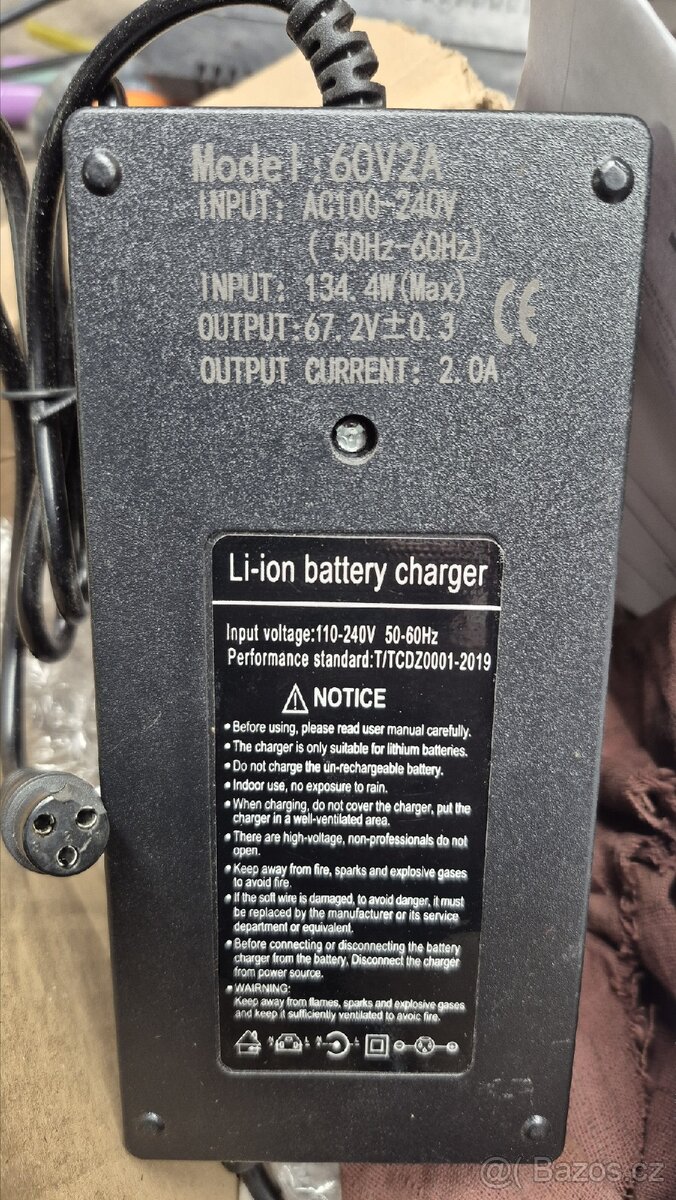 Model:60V2A
INPUT: AC100-240V
(50Hz-60Hz)
INPUT: 134.4W(Max)
OUTPUT:67.2V±0.3
CE
OUTPUT CURRENT: 2.0A
Li-ion battery charger
Input voltage:110-240V 50-60Hz
Performance standard:T/TCDZ0001-2019
NOTICE
•Before using, please read user manual carefully.
•The charger is only suitable for lithium batteries.
•Do not charge the un-rechargeable battery.
•Indoor use, no exposure to rain.
•When charging, do not cover the charger, put the
charger in a well-ventilated area.
•There are high-voltage, non-professionals do not
open.
•Keep away from fire, sparks and explosive gases
to avoid fire.
•If the soft wire is damaged, to avoid danger, it must
be replaced by the manufacturer or its service
department or equivalent.
•Before connecting or disconnecting the battery
charger from the battery, Disconnect the charger
from power source.
•WAIRNING:
Keep away from flames, sparks and explosive gases
and keep it sufficiently ventilated to avoic fire.
@( Bazos.cz